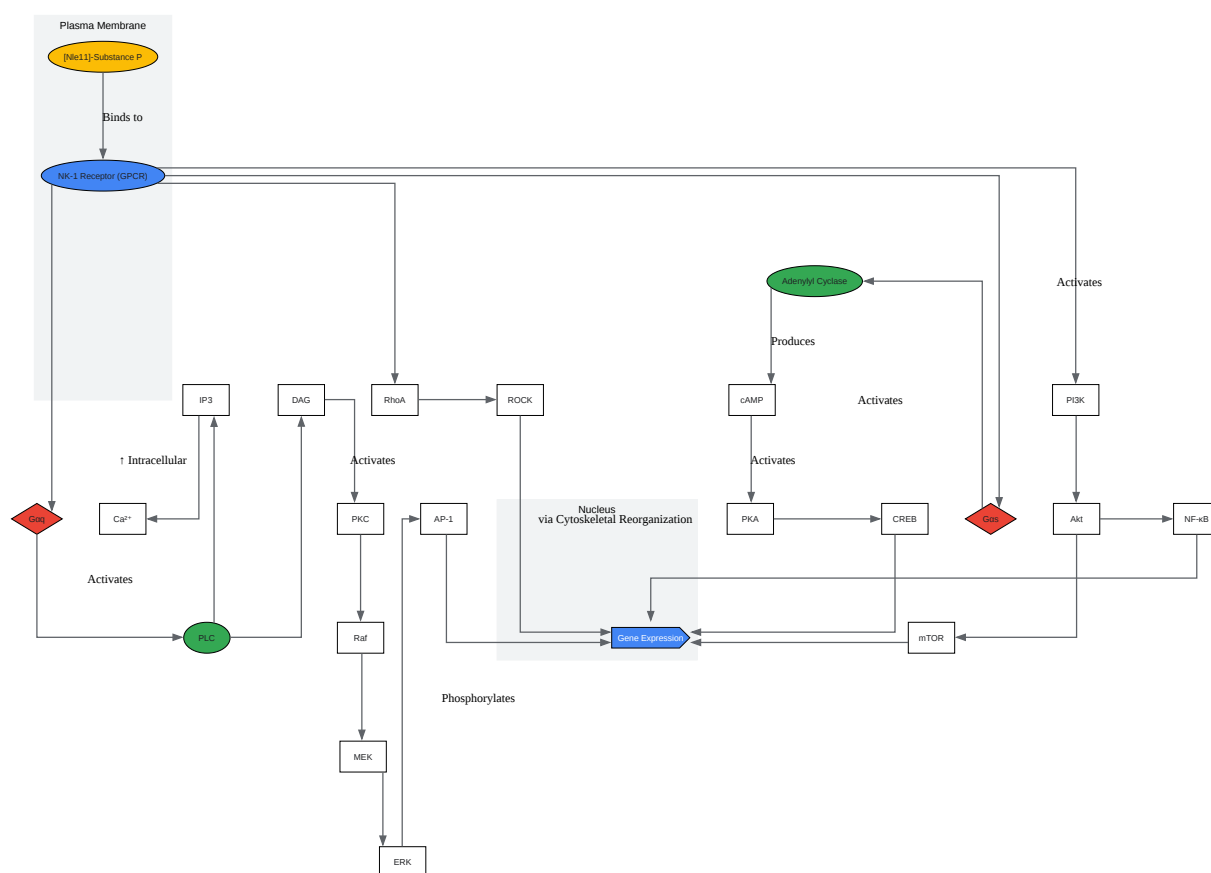 Plasma Membrane
[Nle11]-Substance P
Binds to
NK-1 Receptor (GPCR)
Adenylyl Cyclase
Activates
Produces
IP3
DAG
RhoA
ROCK
cAMP
Activates
PI3K
↑ Intracellular
Activates
Activates
Nucleus
via Cytoskeletal Reorganization
Gαq
Ca²⁺
PKC
AP-1
PKA
CREB
Gαs
Akt
NF-κB
Activates
PLC
Raf
Gene Expression
mTOR
Phosphorylates
MEK
ERK